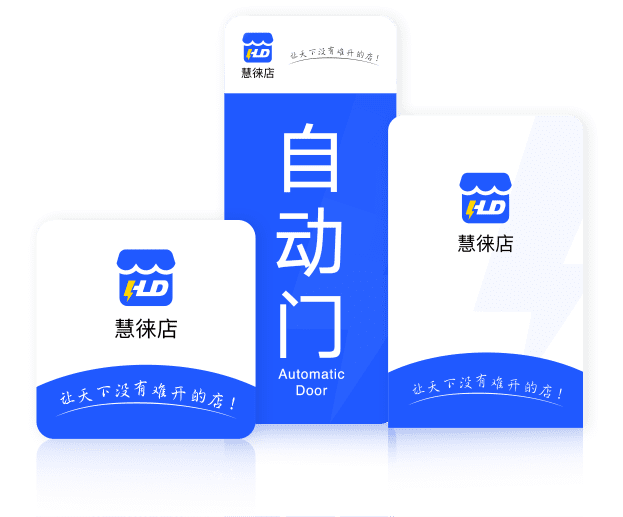 HLD
慧徕店
让天下没有难开的店!
自
动
门
Automatic
Door
HLD
慧徕店
让天下没有难开的店!
HLD
慧徕店
让天下没有难开的店!